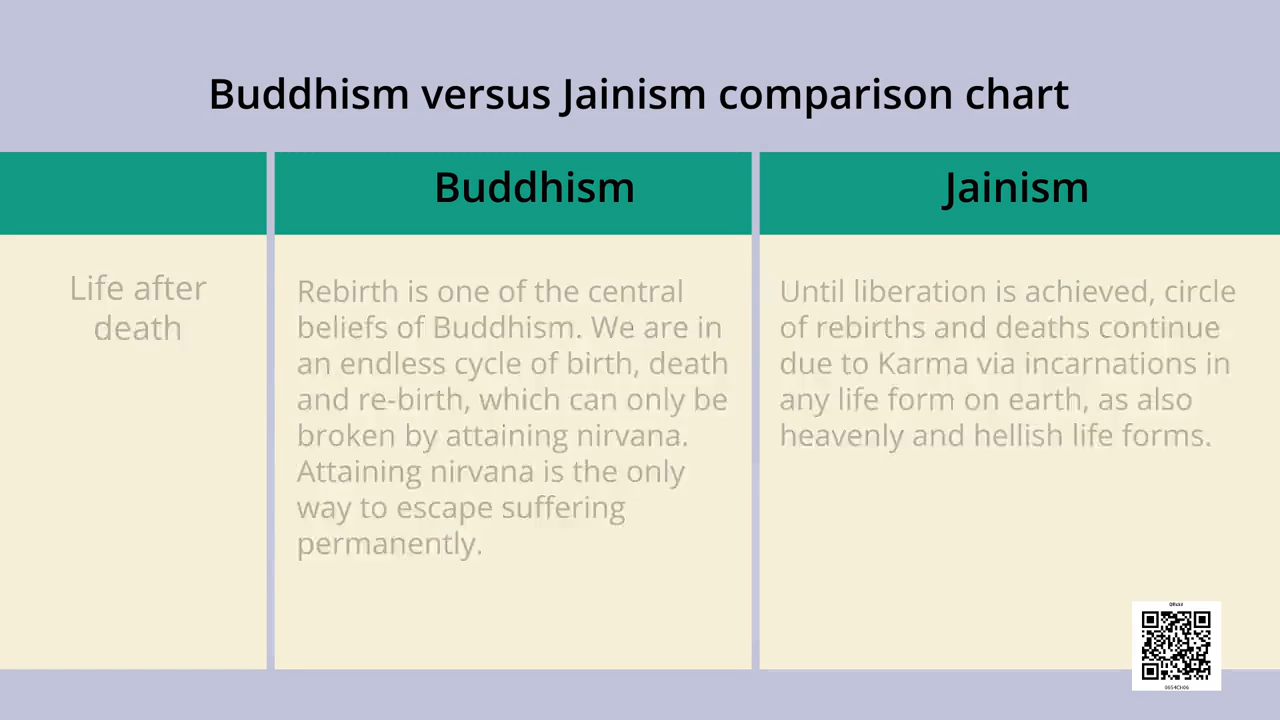 Buddhism versus Jainism comparison chart
Buddhism
Jainism
Life after
death
Rebirth is one of the central
beliefs of Buddhism. We are in
an endless cycle of birth, death
and re-birth, which can only be
broken by attaining nirvana.
Attaining nirvana is the only
way to escape suffering
permanently.
Until liberation is achieved, circle
of rebirths and deaths continue
due to Karma via incarnations in
any life form on earth, as also
heavenly and hellish life forms.
0654CH06